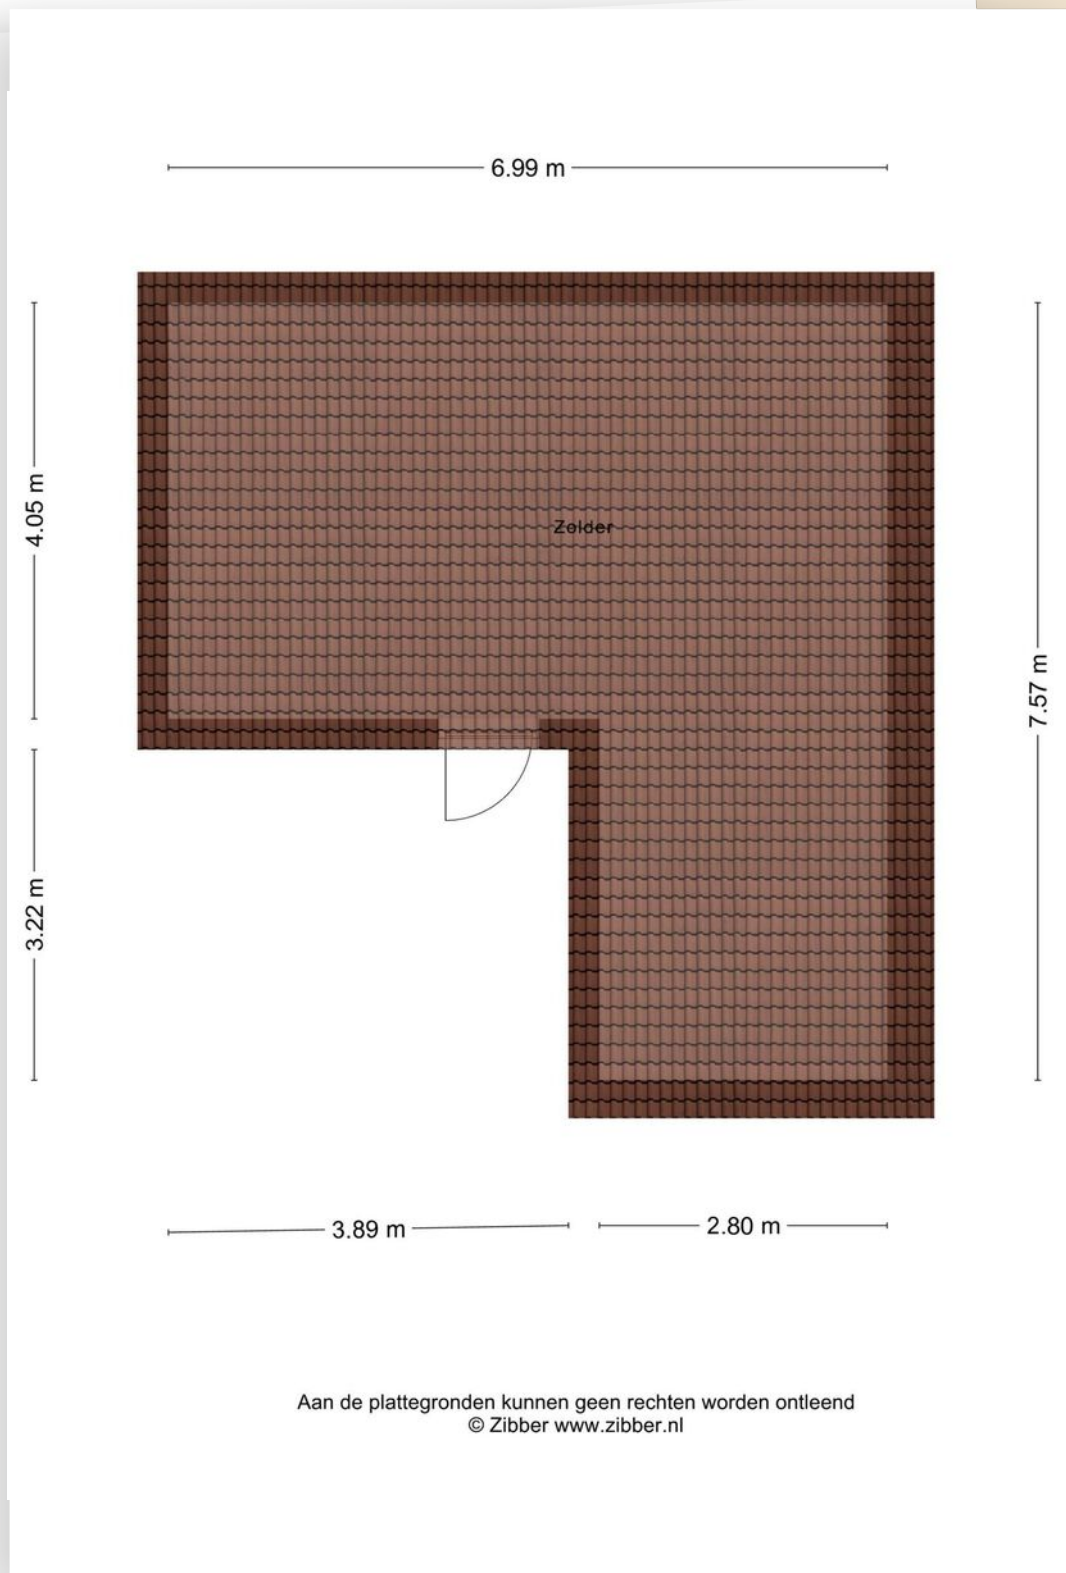 6.99 m
4.05 m
Zolder
7.57 m
3.22 m
3.89 m
2.80 m
Aan de plattegronden kunnen geen rechten worden ontleend
© Zibber www.zibber.nl